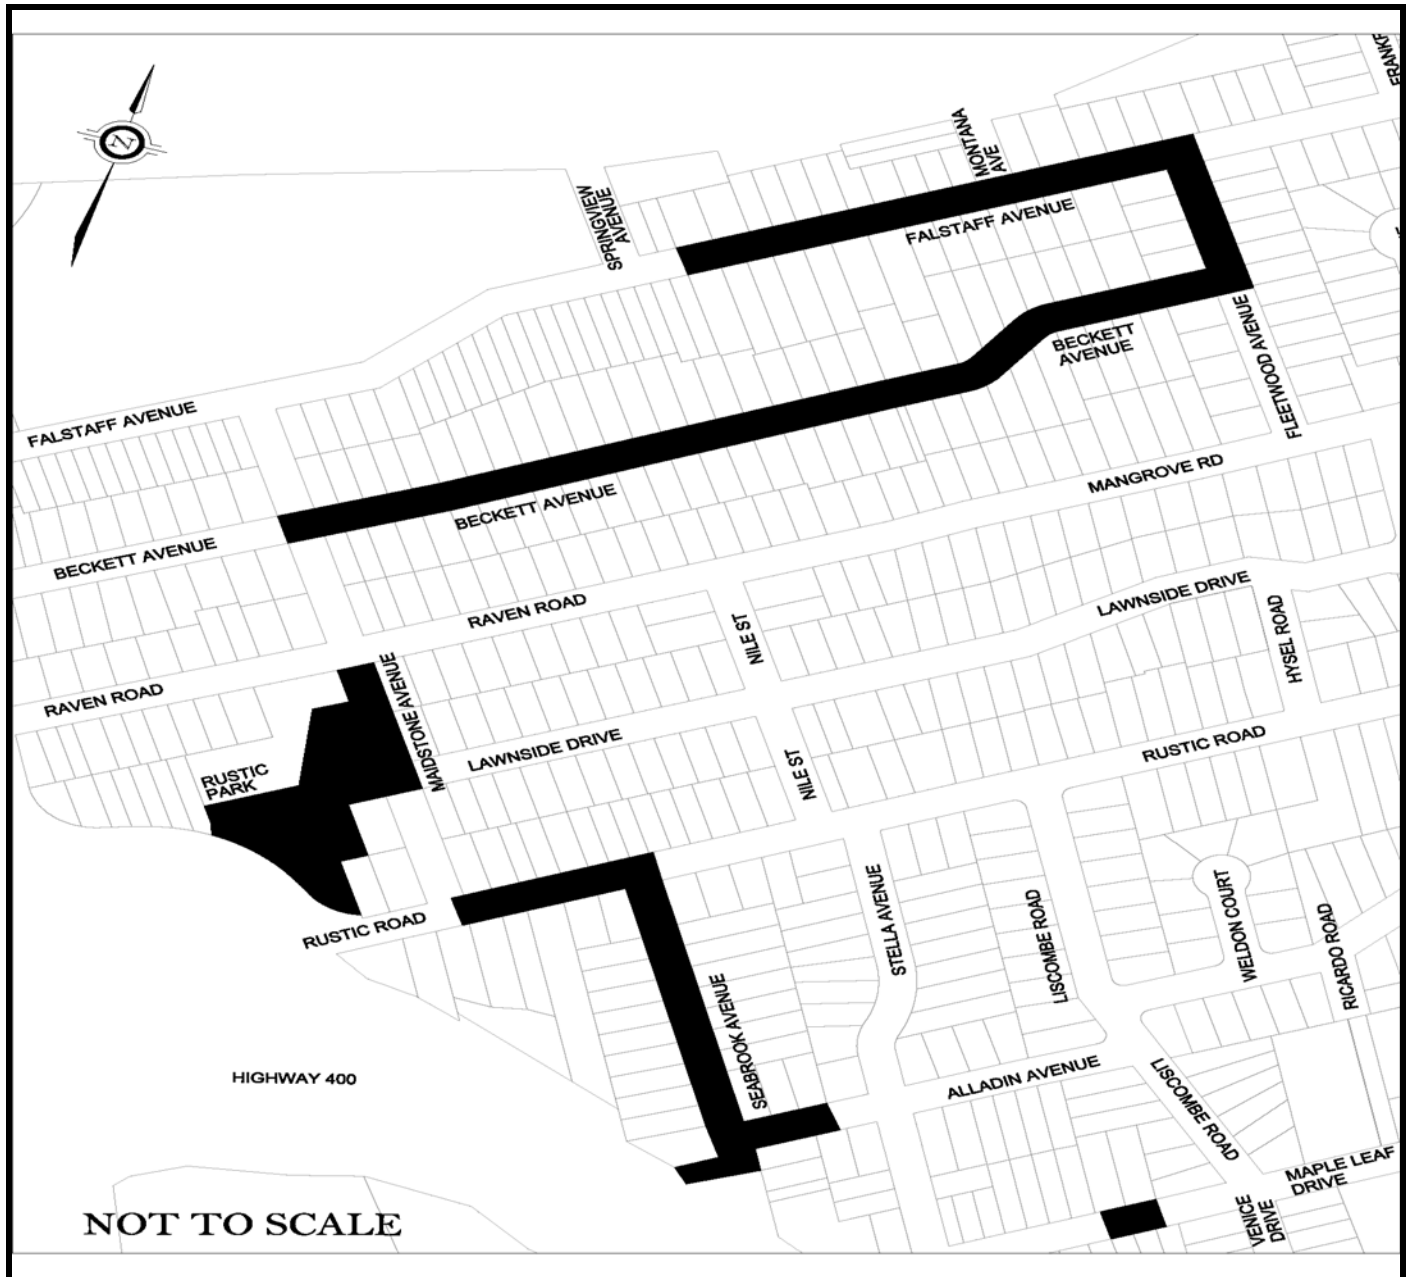 FRANKF
N
MONTANA
AVE
SPRINGVIEW
AVENUE
FALSTAFF AVENUE
BECKETT
AVENUE
FLEETWOOD AVENUE
FALSTAFF AVENUE
MANGROVE RD
BECKETT AVENUE
BECKETT AVENUE
LAWNSIDE DRIVE
RAVEN ROAD
NILE ST
HYSEL ROAD
RAVEN ROAD
MAIDSTONE AVENUE
LAWNSIDE DRIVE
RUSTIC ROAD
RUSTIC
PARK
NILE ST
STELLA AVENUE
LISCOMBE ROAD
WELDON COURT
RICARDO ROAD
RUSTIC ROAD
SEABROOK AVENUE
HIGHWAY 400
ALLADIN AVENUE
LISCOMBE ROAD
MAPLE LEAF
DRIVE
VENICE
DRIVE
NOT TO SCALE